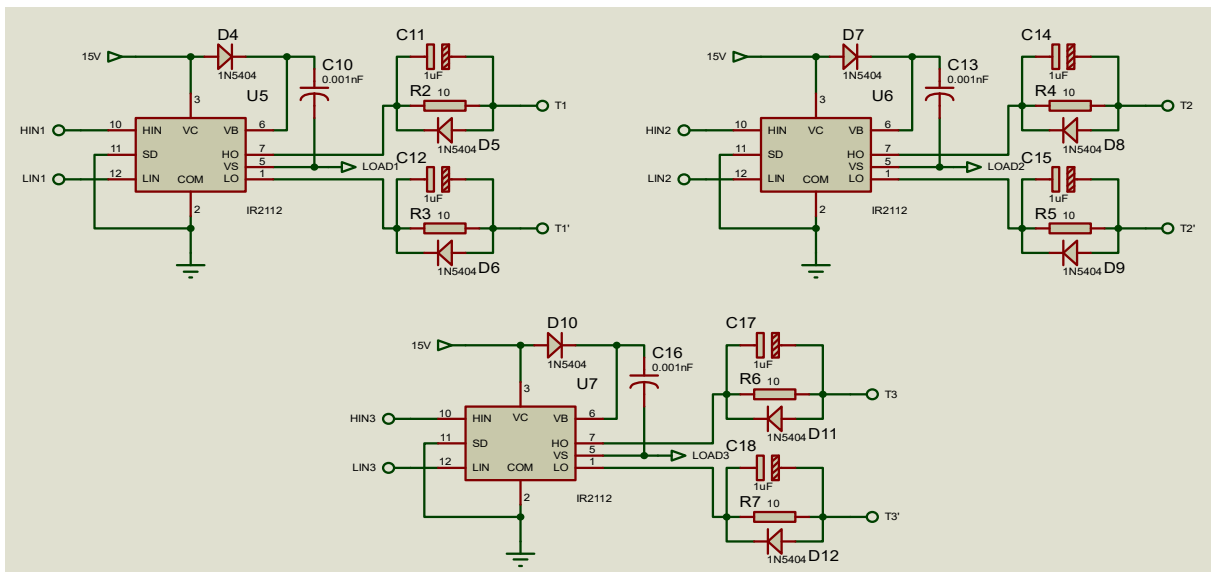 D4
15V
1N5404
C10
0.001nF
U5
3
HIN1
10
HIN
VC
VB
6
11
SD
HO
7
VS
5
LOAD1
LIN1
12
LIN
COM
LO
1
2
IR2112
C11
1uF
R2
10
T1
1N5404
D5
C12
1uF
R3
10
T1'
1N5404
D6
D7
15V
1N5404
C13
0.001nF
U6
3
HIN2
10
HIN
VC
VB
6
11
SD
HO
7
VS
5
LOAD2
LIN2
12
LIN
COM
LO
1
2
IR2112
C14
1uF
R4
10
T2
1N5404
D8
C15
1uF
R5
10
T2'
1N5404
D9
D10
15V
1N5404
C16
0.001nF
U7
3
HIN3
10
HIN
VC
VB
6
11
SD
HO
7
VS
5
LOAD3
LIN3
12
LIN
COM
LO
1
2
IR2112
C17
1uF
R6
10
T3
1N5404
D11
C18
1uF
R7
10
T3'
1N5404
D12